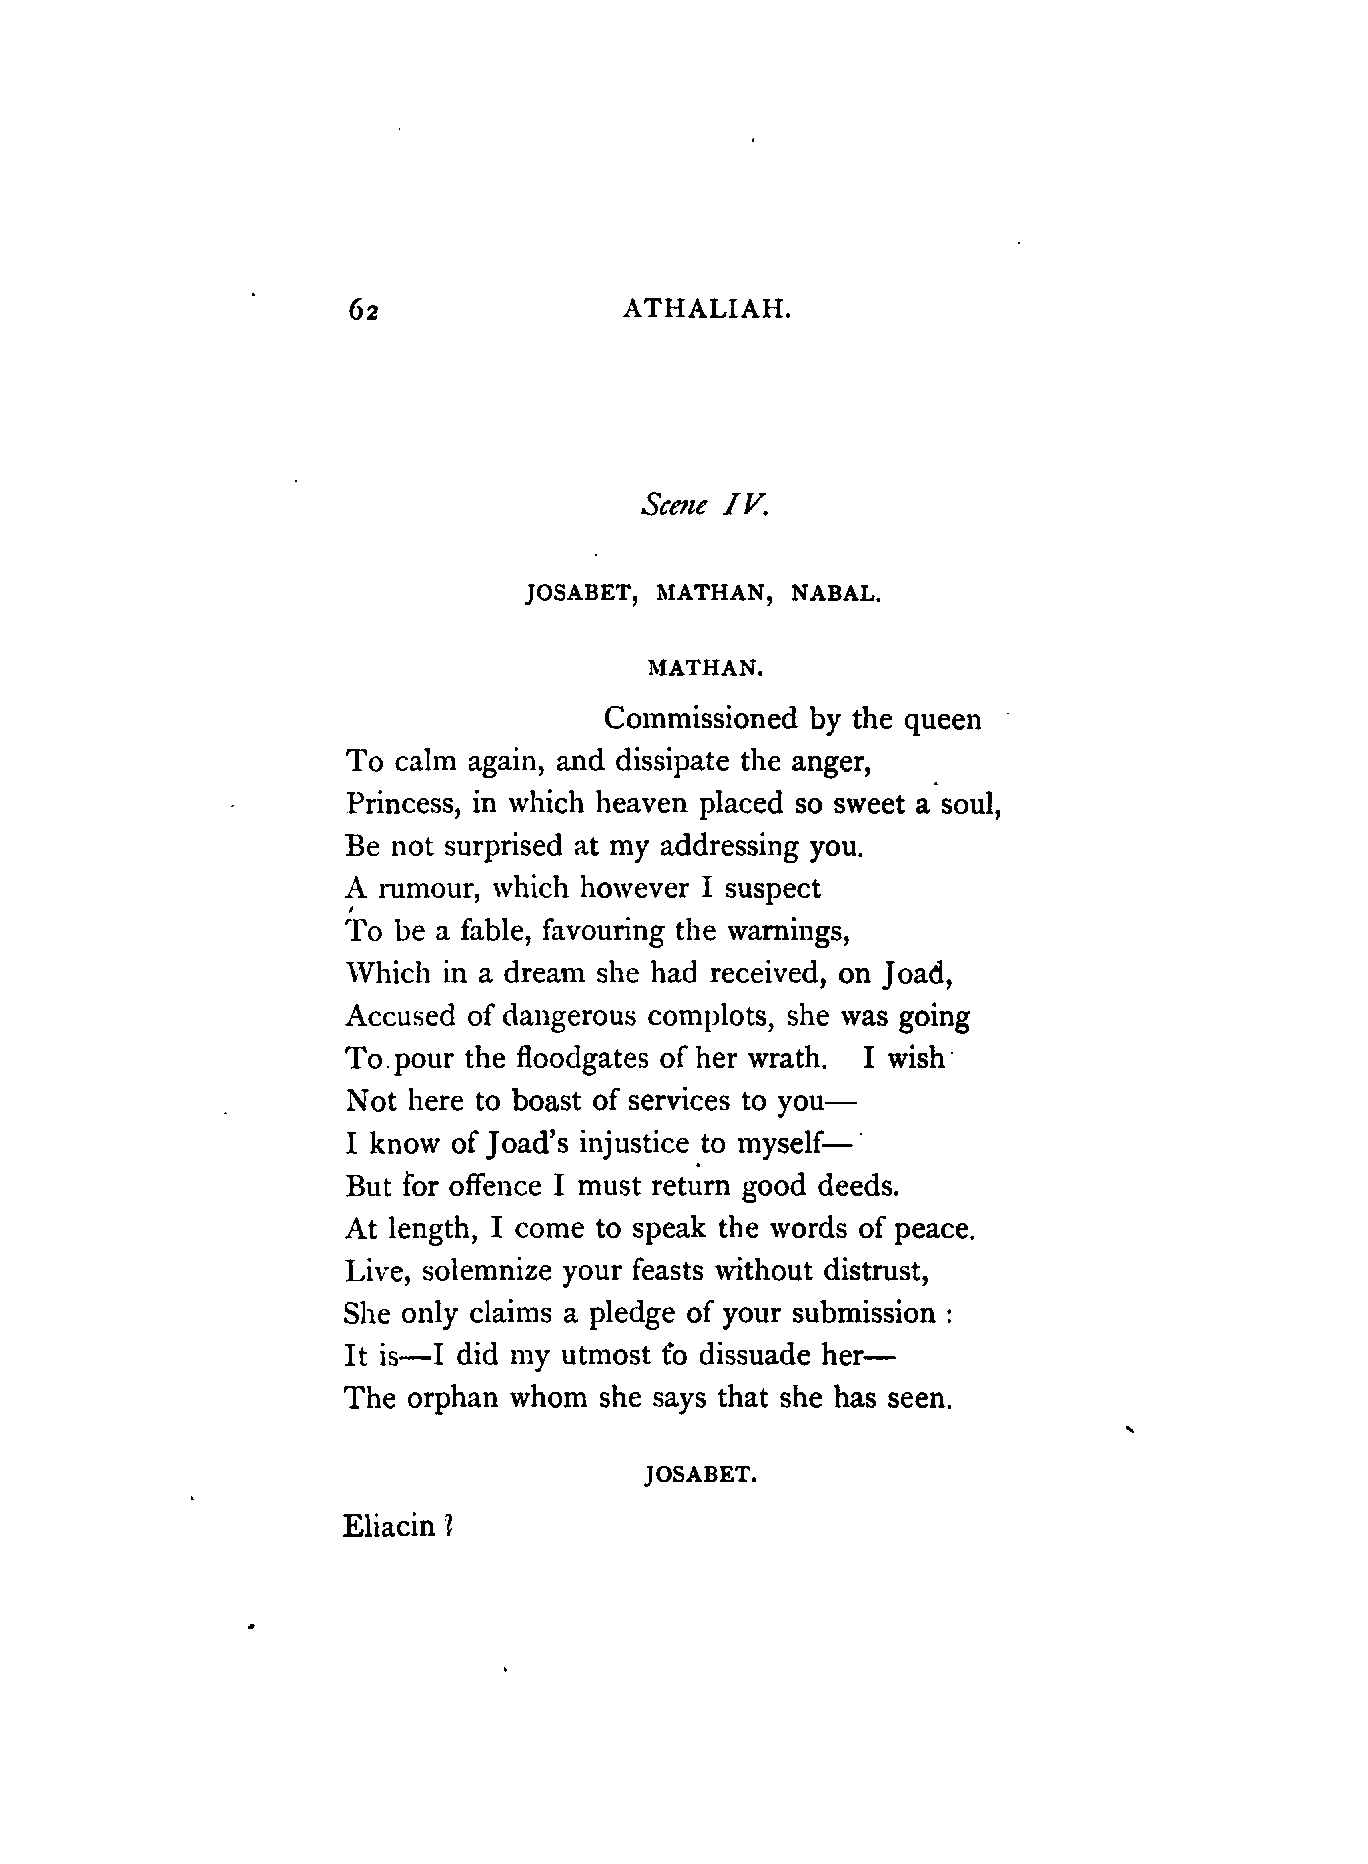 62 ATHALIAH.
Scene IV.
JOSABET, MATHAN, NABAL.
MATHAN.
Commissioned by the queen
To calm again, and dissipate the anger,
Princess, in which heaven placed so sweet a soul,
Be not surprised at my addressing you.
A rumour, which however I suspect
To be a fable, favouring the warnings,
Which in a dream she had received, on Joad,
Accused of dangerous complots, she was going
To pour the floodgates of her wrath. I wish
Not here to boast of services to you—
I know of Joad's injustice to myself—
But for offence I must return good deeds.
At length, I come to speak the words of peace.
Live, solemnize your feasts without distrust,
She only claims a pledge of your submission :
It is—I did my utmost to dissuade her—
The orphan whom she says that she has seen.
JOSABET.
Eliacin ?